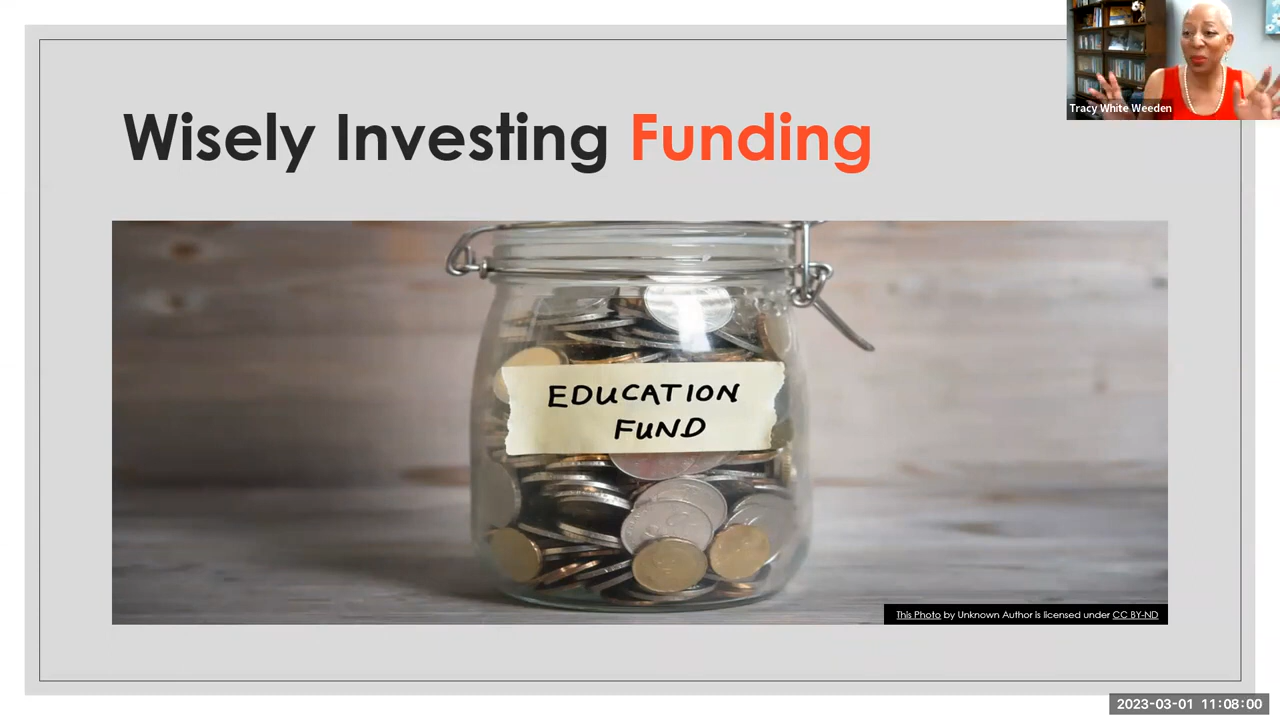 Tracy White Weeden
Wisely Investing Funding
EDUCATION
FUND
This Photo by Unknown Author is licensed under CC BY-ND
2023-03-01 11:08:00